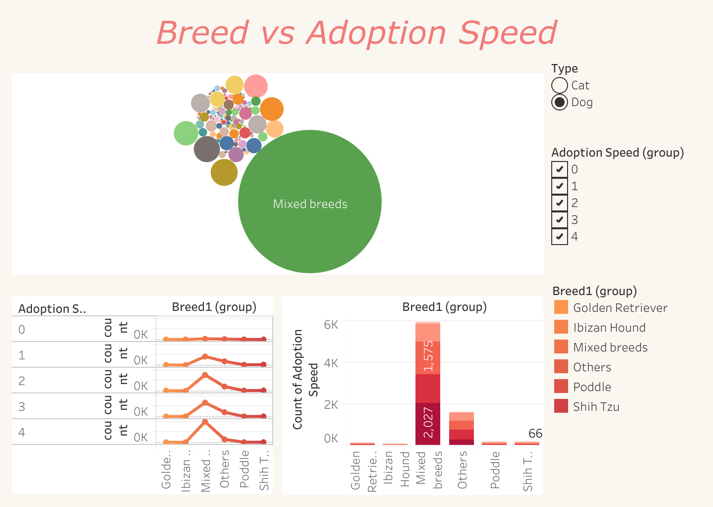 Breed vs Adoption Speed
Type
Cat
Dog
Adoption Speed (group)
0
1
2
3
4
Mixed breeds
Breed1 (group)
Golden Retriever
Ibizan Hound
Mixed breeds
Others
Poddle
Shih Tzu
Adoption S..
Breed1 (group)
0
cou
nt
0K
1
cou
nt
0K
2
cou
nt
0K
3
cou
nt
0K
4
cou
nt
0K
Golde..
Ibizan ..
Mixed ..
Others
Poddle
Shih T..
Breed1 (group)
Count of Adoption
Speed
6K
4K
2K
0K
1,575
2,027
66
Golden
Retrie..
Ibizan
Hound
Mixed
breeds
Others
Poddle
Shih T..